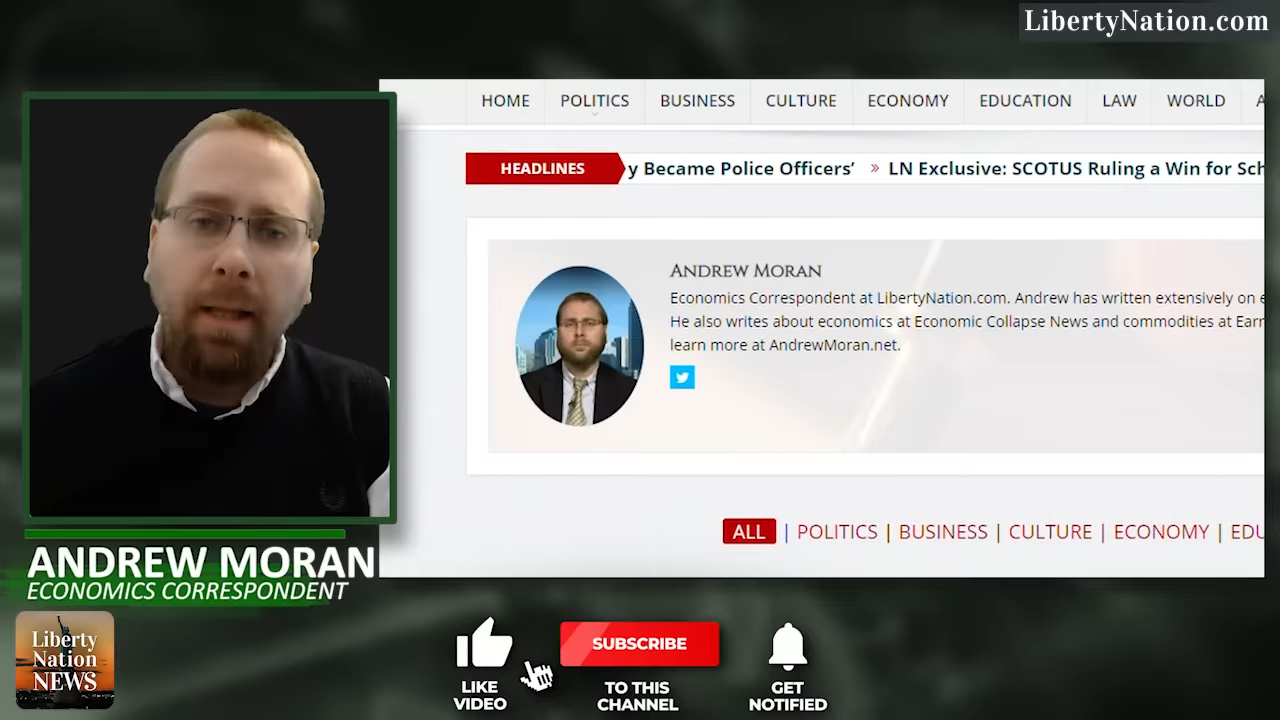 LibertyNation.com
HOME POLITICS BUSINESS CULTURE ECONOMY EDUCATION LAW WORLD A
HEADLINES y Became Police Officers’ » LN Exclusive: SCOTUS Ruling a Win for Sch
ANDREW MORAN
Economics Correspondent at LibertyNation.com. Andrew has written extensively on e
He also writes about economics at Economic Collapse News and commodities at Earn
learn more at AndrewMoran.net.
ALL | POLITICS | BUSINESS | CULTURE | ECONOMY | EDU
ANDREW MORAN
ECONOMICS CORRESPONDENT
Liberty
Nation
NEWS
LIKE
VIDEO
SUBSCRIBE
TO THIS
CHANNEL
GET
NOTIFIED